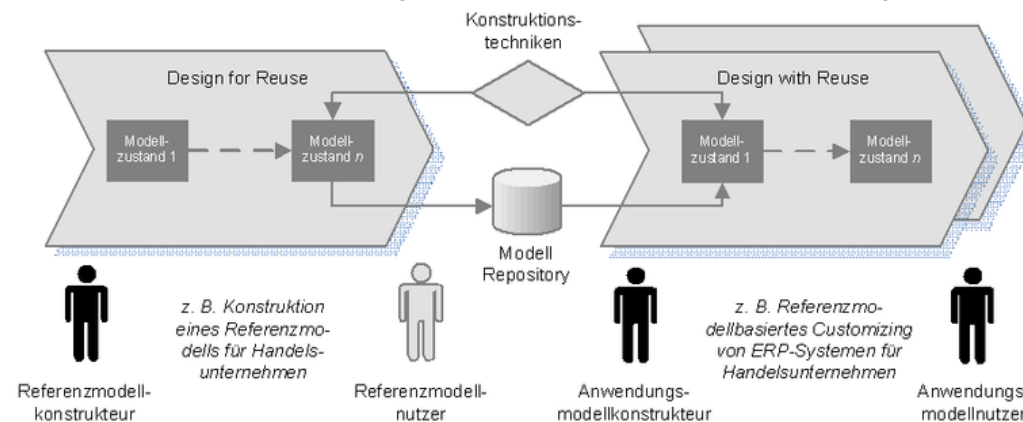 Konstruktions-
techniken
Design for Reuse
Design with Reuse
Modell-
zustand 1
Modell-
zustand n
Modell-
zustand 1
Modell-
zustand n
Modell
Repository
z. B. Konstruktion
eines Referenzmo-
dells für Handels-
unternehmen
z. B. Referenzmo-
dellbasiertes Customizing
von ERP-Systemen für
Handelsunternehmen
Referenzmodell-
konstrukteur
Referenzmodell-
nutzer
Anwendungs-
modellkonstrukteur
Anwendungs
modellnutzer